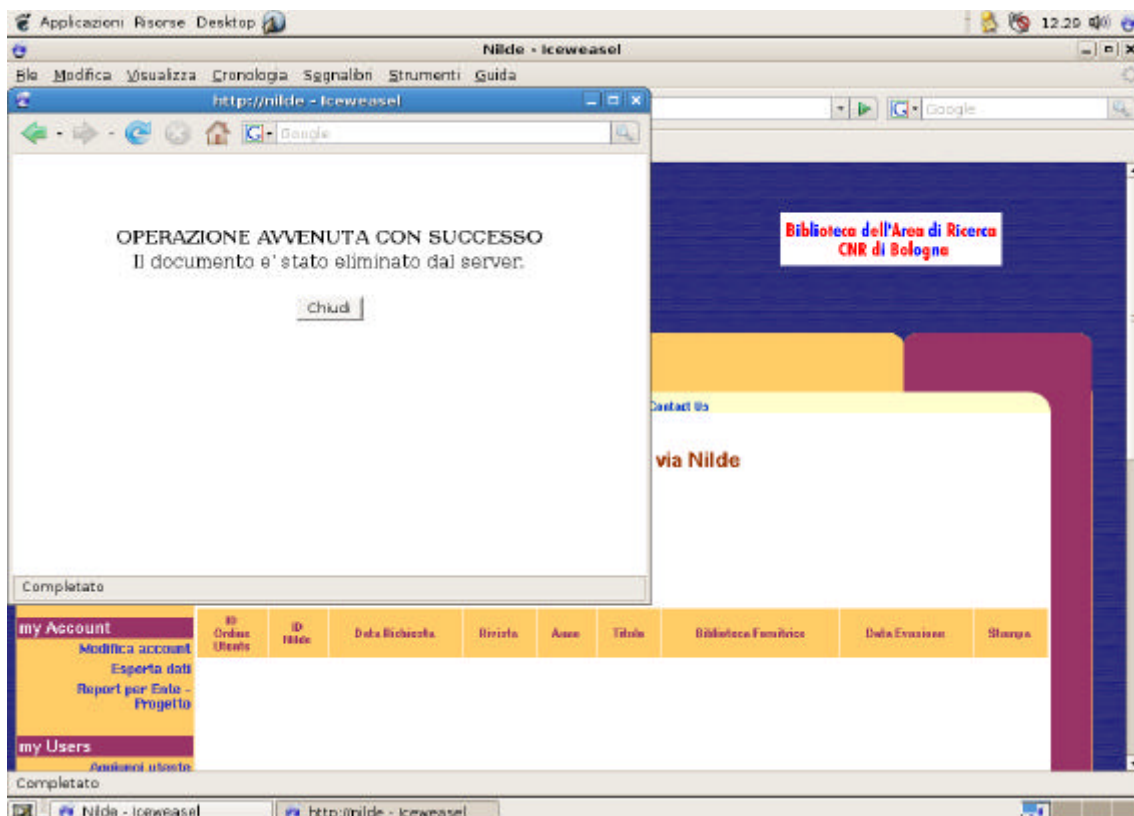 Applicazioni Risorse Desktop 12.29
Nilde - Iceweasel
File Modifica Visualizza Cronologia Segnalibri Strumenti Guida
http://nilde - Iceweasel
Google
Google
OPERAZIONE AVVENUTA CON SUCCESSO
Il documento e' stato eliminato dal server.
Chiudi
Completato
Biblioteca dell'Area di Ricerca
CNR di Bologna
Contact Us
via Nilde
my Account
Modifica account
Esporta dati
Report per Ente -
Progetto
my Users
Aggiungi utente
ID
Ordine
Utente
ID
Nilde
Data Richiesta
Rivista
Anno
Titolo
Biblioteca Fornitrice
Data Evasione
Stampa
Completato
Nilde - Iceweasel
http://nilde - Iceweasel